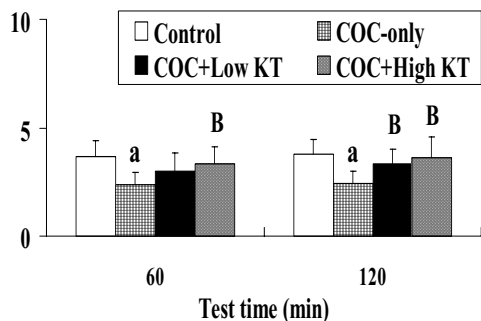 10
Control COC-only
COC+Low KT COC+High KT
5
a B a B B
0
60 120
Test time (min)